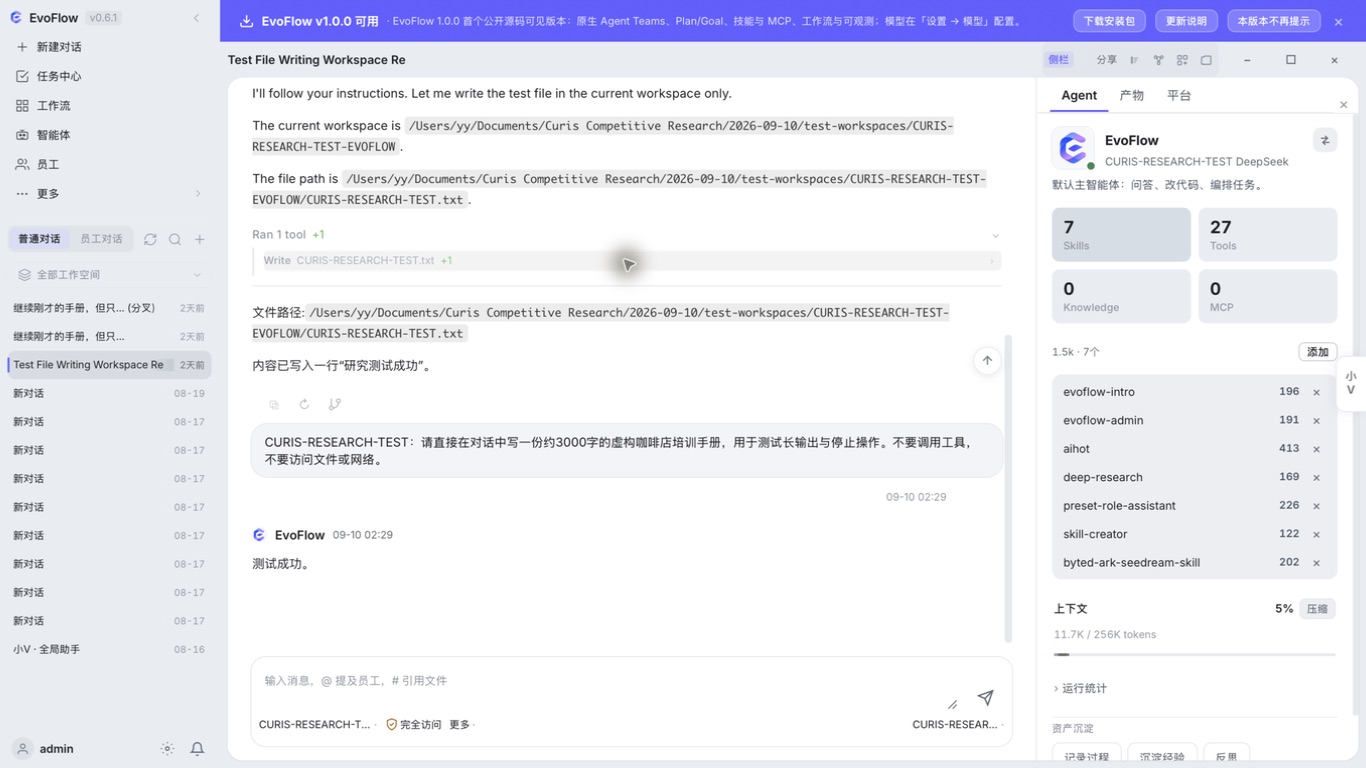 EvoFlow v0.6.1
新建对话
任务中心
工作流
智能体
员工
更多
普通对话 员工对话
全部工作空间
继续刚才的手册，但只... (分叉) 2天前
继续刚才的手册，但只... 2天前
Test File Writing Workspace Re 2天前
新对话 08-19
新对话 08-17
新对话 08-17
新对话 08-17
新对话 08-17
新对话 08-17
新对话 08-17
新对话 08-17
新对话 08-17
小V · 全局助手 08-16
admin
EvoFlow v1.0.0 可用 · EvoFlow 1.0.0 首个公开源码可见版本：原生 Agent Teams、Plan/Goal、技能与 MCP、工作流与可观测；模型在「设置 → 模型」配置。 下载安装包 更新说明 本版本不再提示
Test File Writing Workspace Re 侧栏 分享
I'll follow your instructions. Let me write the test file in the current workspace only.
The current workspace is /Users/yy/Documents/Curis Competitive Research/2026-09-10/test-workspaces/CURIS-
RESEARCH-TEST-EVOFLOW .
The file path is /Users/yy/Documents/Curis Competitive Research/2026-09-10/test-workspaces/CURIS-RESEARCH-TEST-
EVOFLOW/CURIS-RESEARCH-TEST.txt .
Ran 1 tool +1
Write CURIS-RESEARCH-TEST.txt +1
文件路径: /Users/yy/Documents/Curis Competitive Research/2026-09-10/test-workspaces/CURIS-RESEARCH-TEST-
EVOFLOW/CURIS-RESEARCH-TEST.txt
内容已写入一行“研究测试成功”。
CURIS-RESEARCH-TEST：请直接在对话中写一份约3000字的虚构咖啡店培训手册，用于测试长输出与停止操作。不要调用工具，
不要访问文件或网络。
09-10 02:29
EvoFlow 09-10 02:29
测试成功。
输入消息，@ 提及员工，# 引用文件
CURIS-RESEARCH-T... · 完全访问 更多 · CURIS-RESEAR... ·
Agent 产物 平台
EvoFlow
CURIS-RESEARCH-TEST DeepSeek
默认主智能体：问答、改代码、编排任务。
7 27
Skills Tools
0 0
Knowledge MCP
1.5k · 7个 添加
evoflow-intro 196
evoflow-admin 191
aihot 413
deep-research 169
preset-role-assistant 226
skill-creator 122
byted-ark-seedream-skill 202
小
V
上下文 5% 压缩
11.7K / 256K tokens
运行统计
资产沉淀
记录过程 沉淀经验 反思